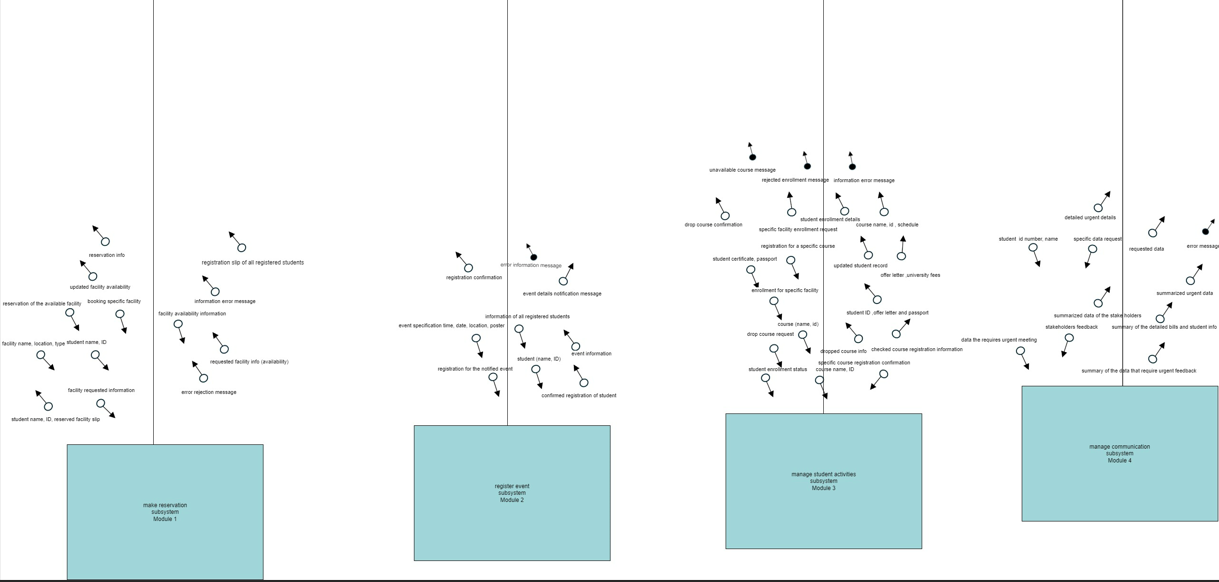 reservation info
registration slip of all registered students
updated facility availability
reservation of the available facility
booking specific facility
information error message
facility availability information
facility name, location, type
student name, ID
requested facility info (availability)
facility requested information
error rejection message
student name, ID, reserved facility slip
make reservation
subsystem
Module 1
error information message
registration confirmation
event details notification message
information of all registered students
event specification time, date, location, poster
event information
student (name, ID)
registration for the notified event
confirmed registration of student
register event
subsystem
Module 2
unavailable course message
rejected enrollment message
information error message
drop course confirmation
student enrollment details
specific facility enrollment request
course name, id , schedule
registration for a specific course
student certificate, passport
updated student record
offer letter ,university fees
enrollment for specific facility
student ID ,offer letter and passport
course (name, id)
drop course request
dropped course info
checked course registration information
specific course registration confirmation
student enrollment status
course name, ID
manage student activities
subsystem
Module 3
detailed urgent details
student id number, name
specific data request
requested data
error message
summarized urgent data
summarized data of the stake holders
stakeholders feedback
summary of the detailed bills and student info
data the requires urgent meeting
summary of the data that require urgent feedback
manage communication
subsystem
Module 4